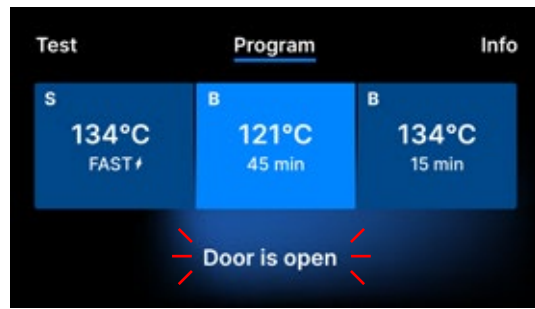 Test Program Info
S B B
134°C 121°C 134°C
FAST 45 min 15 min
Door is open